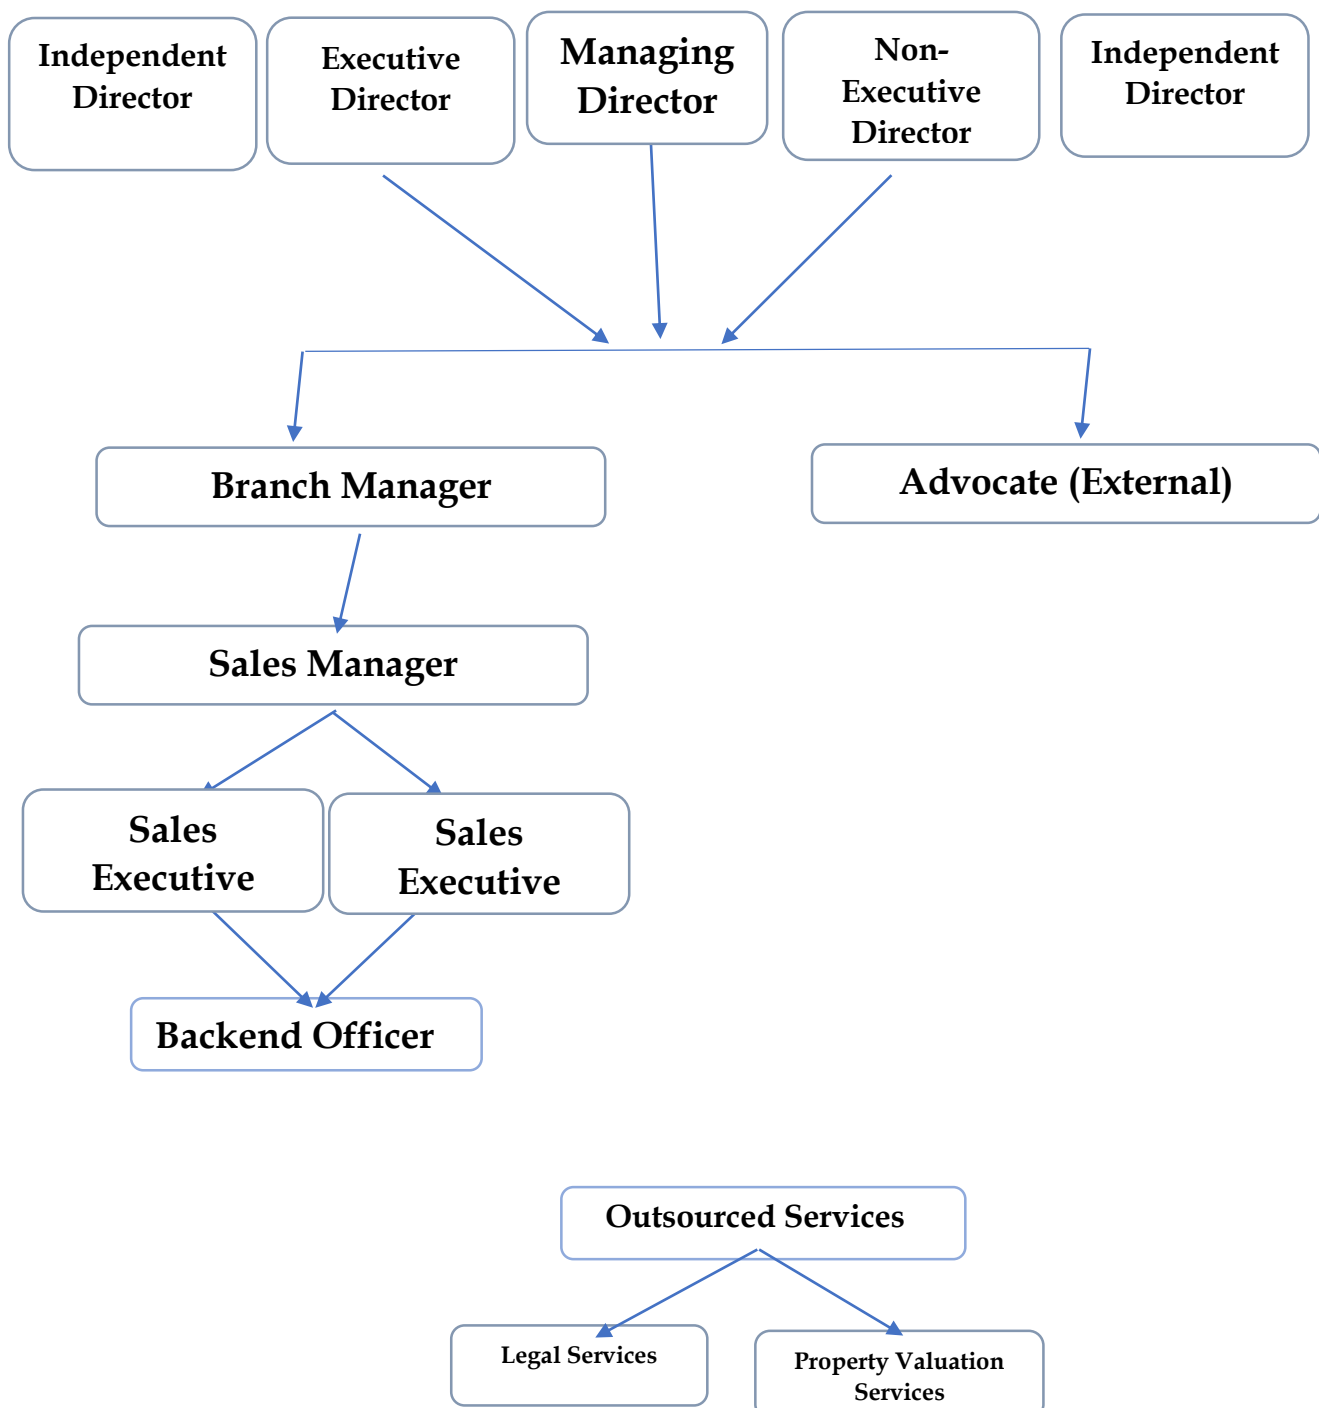 Independent
Director
Executive
Director
Managing
Director
Non-
Executive
Director
Independent
Director
Branch Manager
Advocate (External)
Sales Manager
Sales
Executive
Sales
Executive
Backend Officer
Outsourced Services
Legal Services
Property Valuation
Services